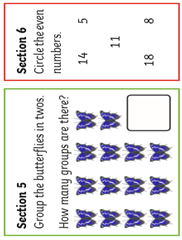 Section 5
Group the butterflies in twos.
How many groups are there?
Section 6
Circle the even
numbers.
14 5
11
18 8